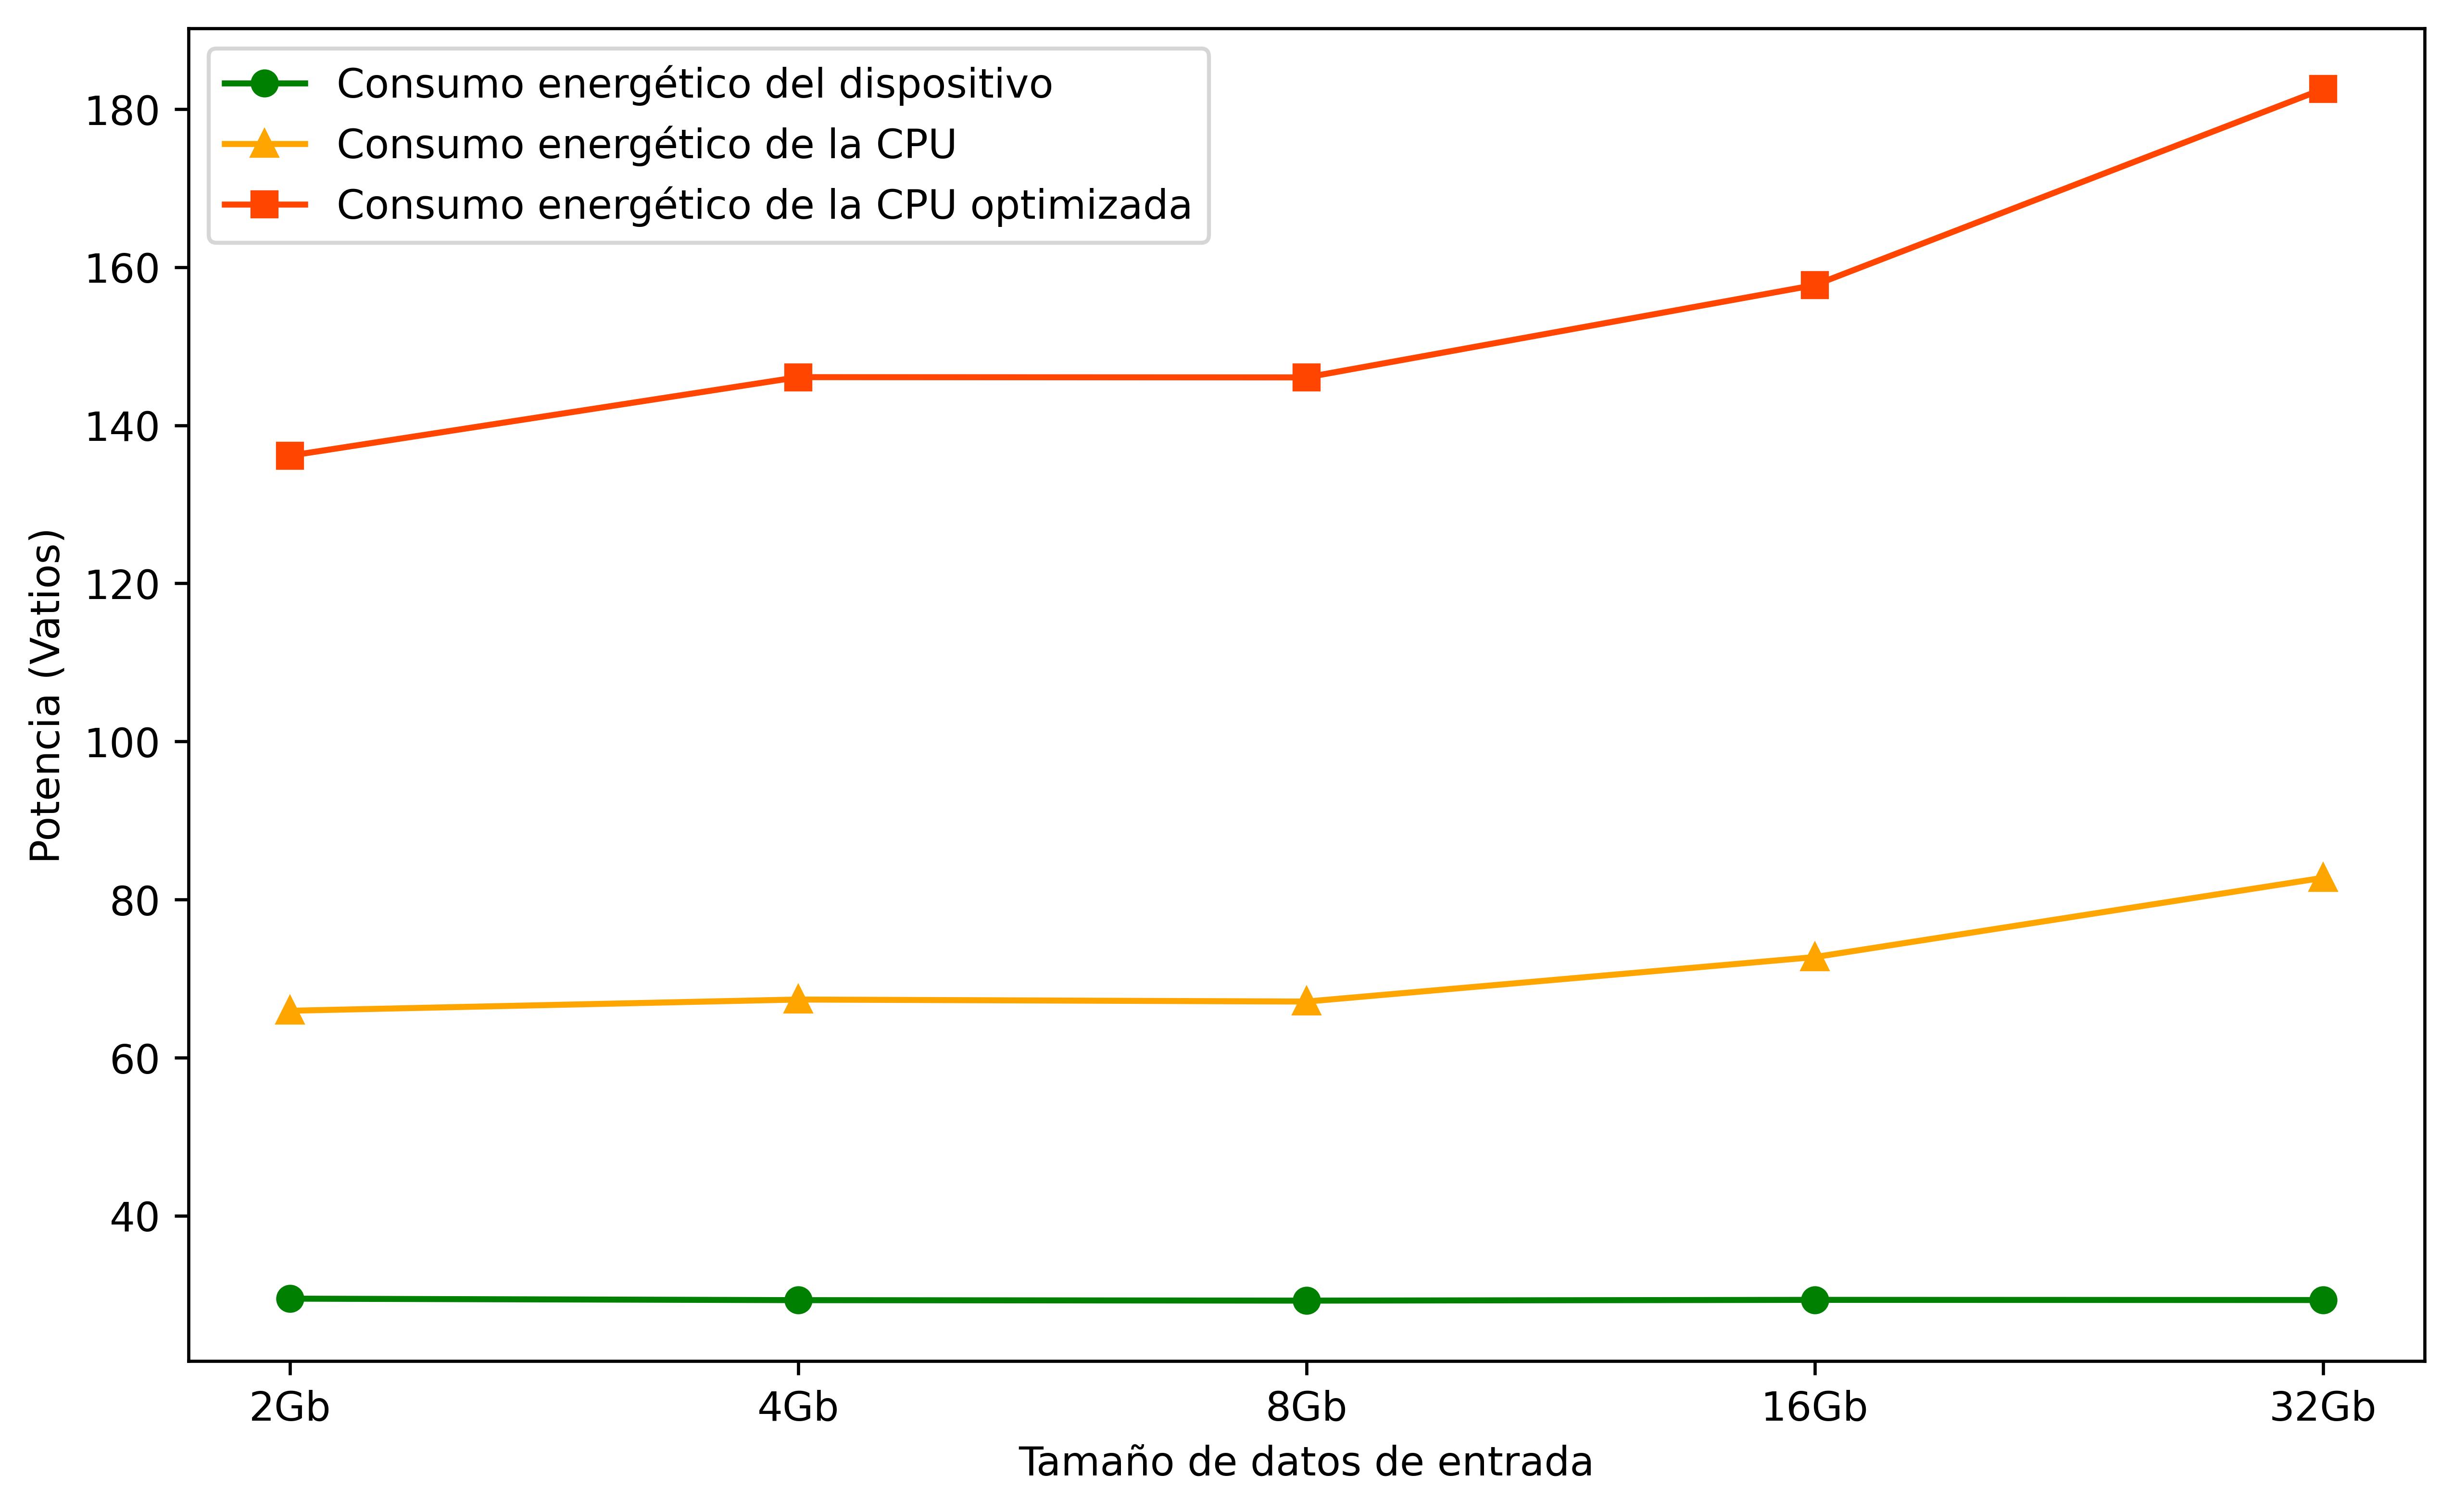 Consumo energético del dispositivo
Consumo energético de la CPU
Consumo energético de la CPU optimizada
Potencia (Vatios)
180
160
140
120
100
80
60
40
2Gb
4Gb
8Gb
16Gb
32Gb
Tamaño de datos de entrada